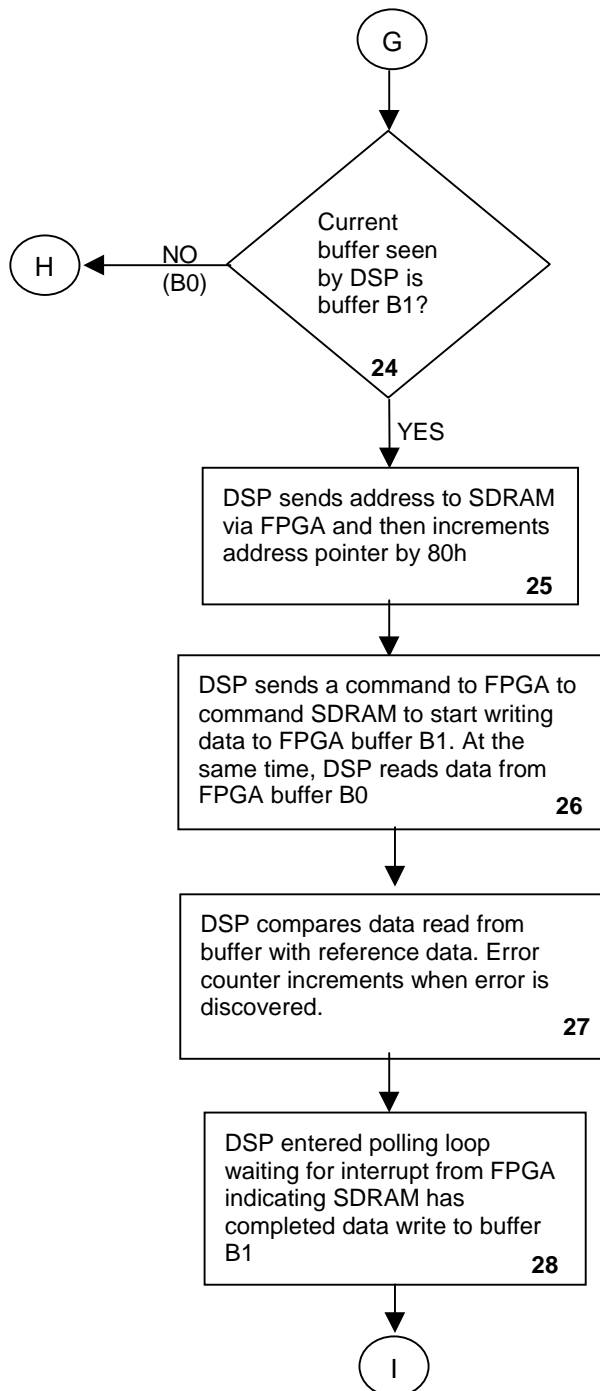 G
Current
buffer seen
by DSP is
buffer B1?
24
NO
(B0)
H
YES
DSP sends address to SDRAM
via FPGA and then increments
address pointer by 80h
25
DSP sends a command to FPGA to
command SDRAM to start writing
data to FPGA buffer B1. At the
same time, DSP reads data from
FPGA buffer B0
26
DSP compares data read from
buffer with reference data. Error
counter increments when error is
discovered.
27
DSP entered polling loop
waiting for interrupt from FPGA
indicating SDRAM has
completed data write to buffer
B1
28
I